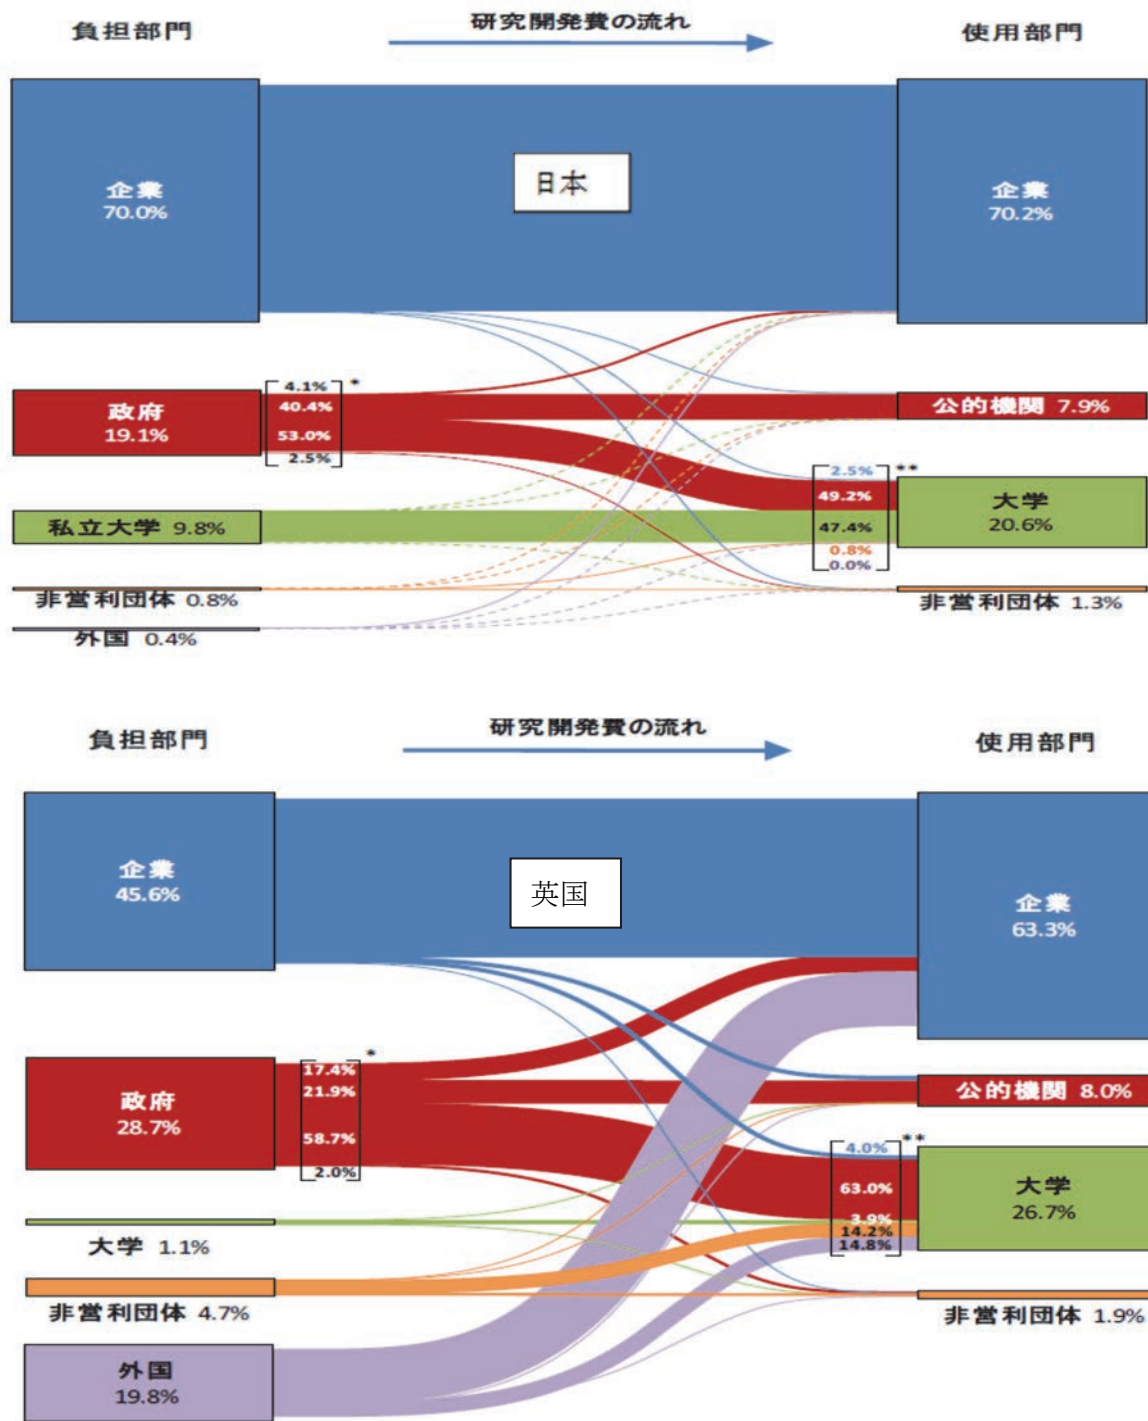 負担部門
研究開発費の流れ
使用部門
企業
70.0%
日本
企業
70.2%
政府
19.1%
4.1%
*
40.4%
53.0%
2.5%
公的機関 7.9%
私立大学 9.8%
2.5%
**
49.2%
47.4%
0.8%
0.0%
大学
20.6%
非営利団体 0.8%
外国 0.4%
非営利団体 1.3%
負担部門
研究開発費の流れ
使用部門
企業
45.6%
英国
企業
63.3%
政府
28.7%
17.4%
*
21.9%
58.7%
2.0%
公的機関 8.0%
大学 1.1%
4.0%
**
63.0%
3.9%
14.2%
14.8%
大学
26.7%
非営利団体 4.7%
非営利団体 1.9%
外国
19.8%